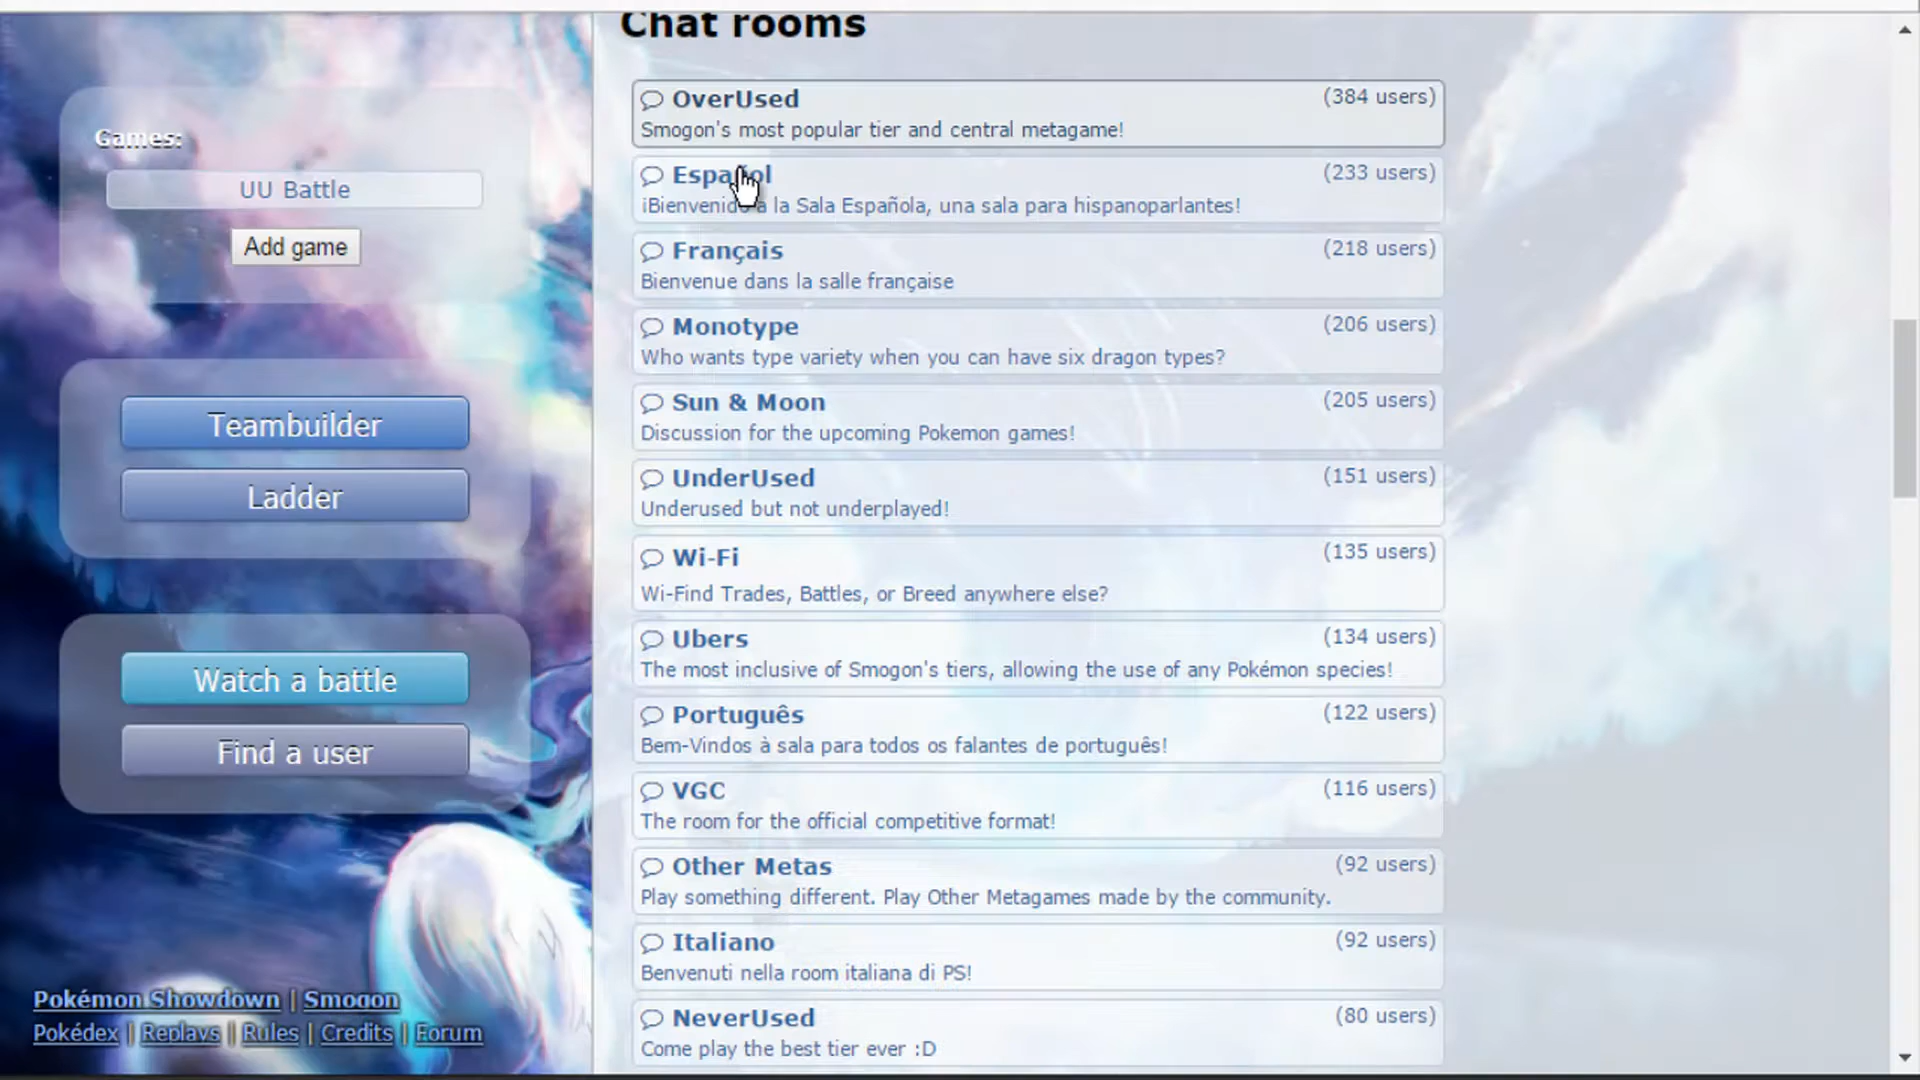 Chat rooms
Games:
UU Battle
Add game
Teambuilder
Ladder
Watch a battle
Find a user
Pokémon Showdown | Smogon
Pokédex | Replays | Rules | Credits | Forum
OverUsed (384 users)
Smogon's most popular tier and central metagame!
Español (233 users)
¡Bienvenido a la Sala Española, una sala para hispanoparlantes!
Français (218 users)
Bienvenue dans la salle française
Monotype (206 users)
Who wants type variety when you can have six dragon types?
Sun & Moon (205 users)
Discussion for the upcoming Pokemon games!
UnderUsed (151 users)
Underused but not underplayed!
Wi-Fi (135 users)
Wi-Find Trades, Battles, or Breed anywhere else?
Ubers (134 users)
The most inclusive of Smogon's tiers, allowing the use of any Pokémon species!
Português (122 users)
Bem-Vindos à sala para todos os falantes de português!
VGC (116 users)
The room for the official competitive format!
Other Metas (92 users)
Play something different. Play Other Metagames made by the community.
Italiano (92 users)
Benvenuti nella room italiana di PS!
NeverUsed (80 users)
Come play the best tier ever :D